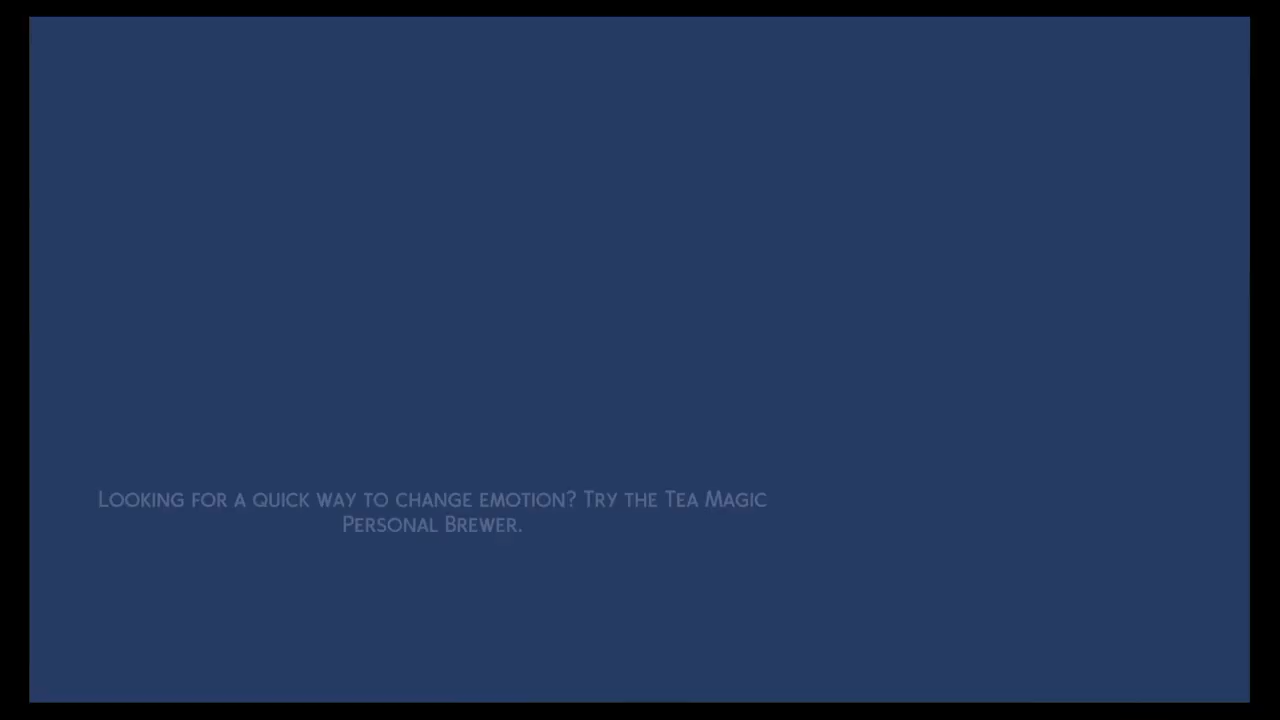 Looking for a quick way to change emotion? Try the Tea Magic
Personal Brewer.